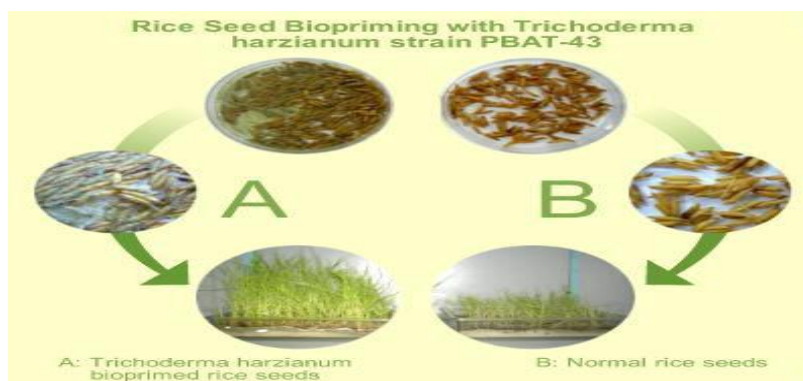 Rice Seed Biopriming with Trichoderma
harzianum strain PBAT-43
A
B
A: Trichoderma harzianum
bioprimed rice seeds
B: Normal rice seeds